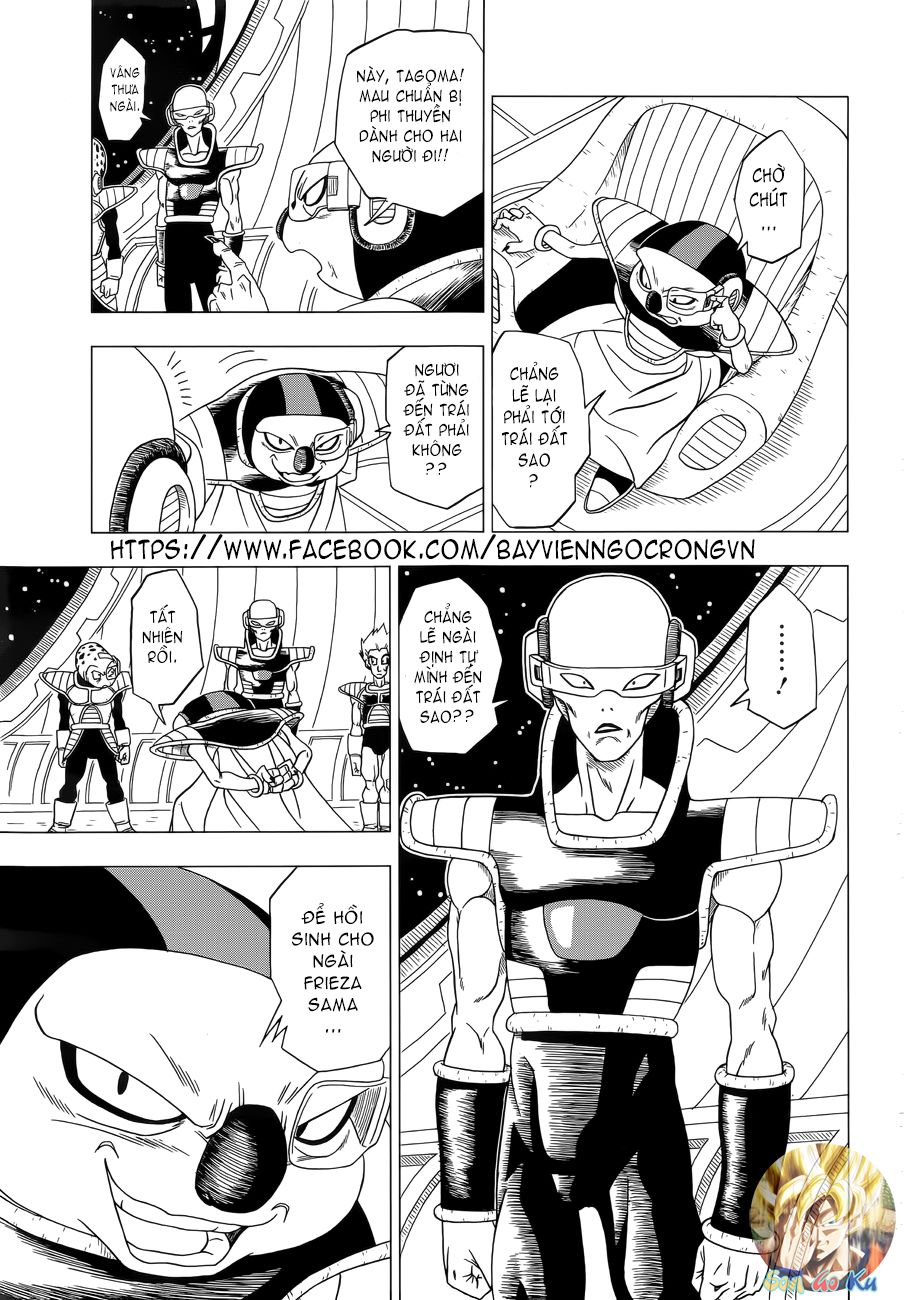 CHỜ
CHÚT
...
CHẲNG
LẼ LẠI
PHẢI TỚI
TRÁI ĐẤT
SAO
?
NÀY, TAGOMA!
MAU CHUẨN BỊ
PHI THUYỀN
DÀNH CHO HAI
NGƯỜI ĐI!!
VÂNG
THƯA
NGÀI.
NGƯƠI
ĐÃ TỪNG
ĐẾN TRÁI
ĐẤT PHẢI
KHÔNG
??
HTTPS://WWW.FACEBOOK.COM/BAYVIENNGOCRONGVN
......!
CHẲNG
LẼ NGÀI
ĐỊNH TỰ
MÌNH ĐẾN
TRÁI ĐẤT
SAO??
TẤT
NHIÊN
RỒI.
ĐỂ HỒI
SINH CHO
NGÀI
FRIEZA
SAMA
...
Son Go Ku